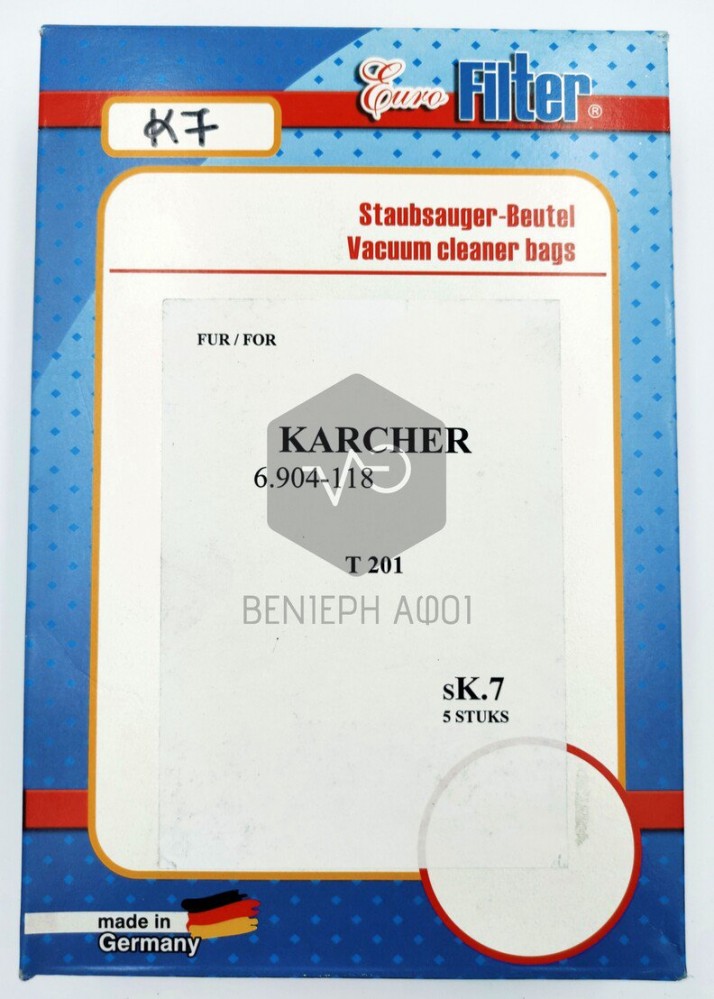 Euro Filter®
K7
Staubsauger-Beutel
Vacuum cleaner bags
FUR / FOR
KARCHER
6.904-118
T 201
ΒΕΝΙΕΡΗ ΑΦΟΙ
sK.7
5 STUKS
made in
Germany